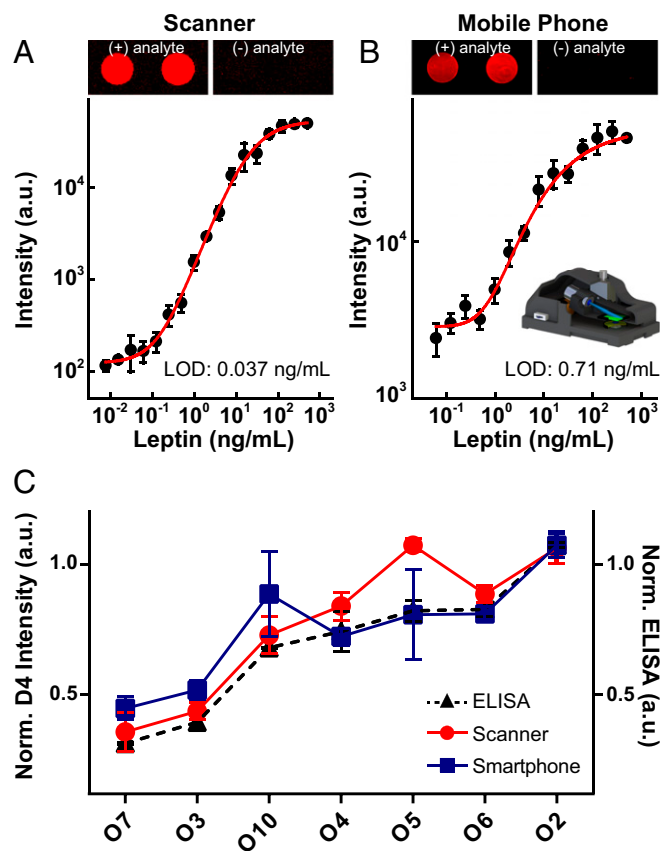 A
Scanner
(+) analyte
(-) analyte
Intensity (a.u.)
10⁴
10³
10²
LOD: 0.037 ng/mL
10⁻² 10⁻¹ 10⁰ 10¹ 10² 10³
Leptin (ng/mL)
B
Mobile Phone
(+) analyte
(-) analyte
Intensity (a.u.)
10⁴
10³
LOD: 0.71 ng/mL
10⁻¹ 10⁰ 10¹ 10² 10³
Leptin (ng/mL)
C
Norm. D4 Intensity (a.u.)
1.0
0.5
ELISA
Scanner
Smartphone
1.0
0.5
Norm. ELISA (a.u.)
O7 O3 O10 O4 O5 O6 O2